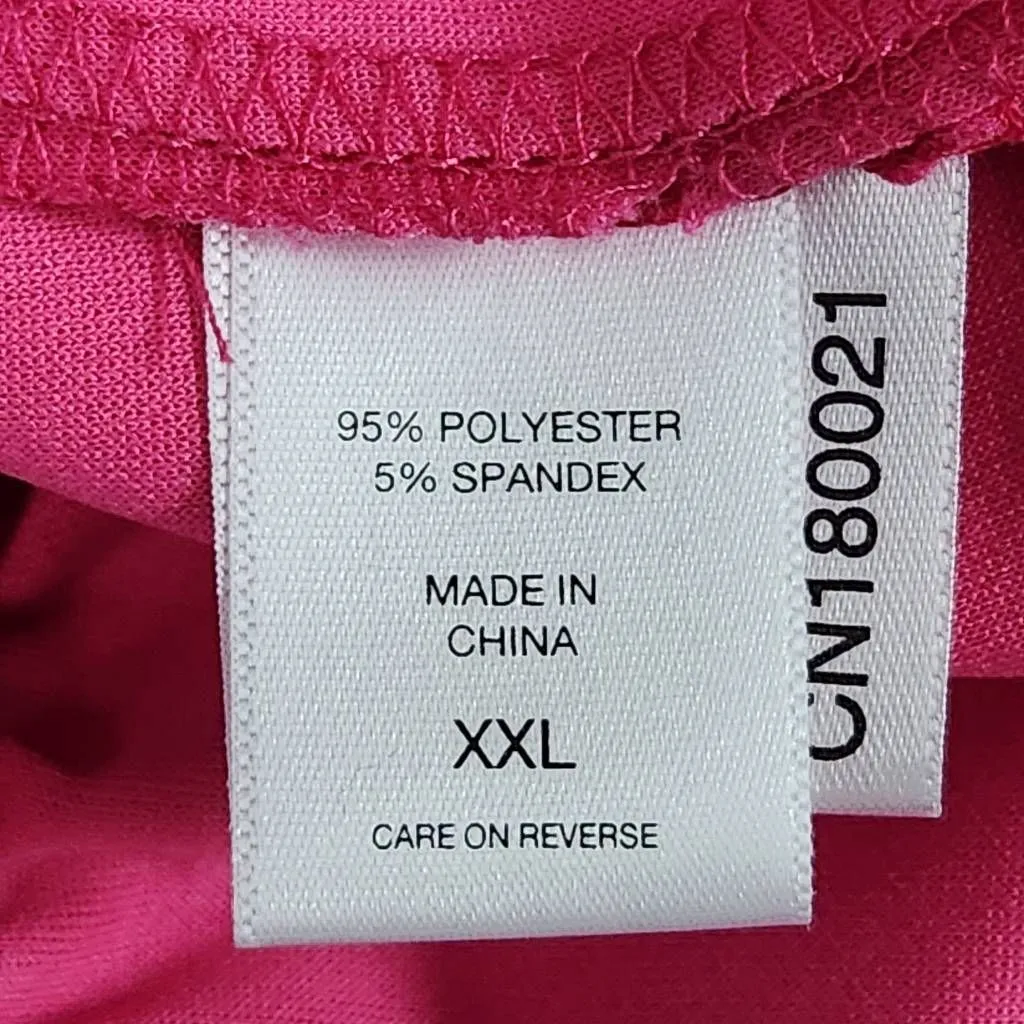 95% POLYESTER
5% SPANDEX
MADE IN
CHINA
XXL
CARE ON REVERSE
CN180021